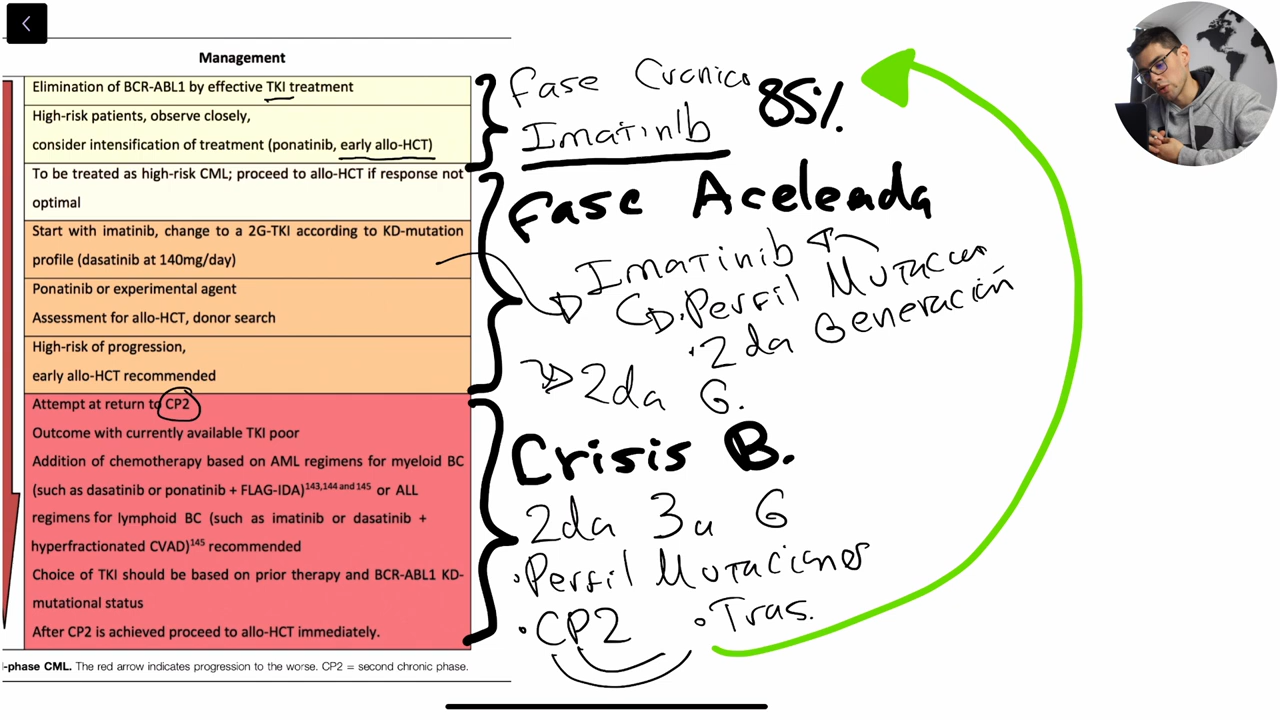 Management
Elimination of BCR-ABL1 by effective TKI treatment
High-risk patients, observe closely,
consider intensification of treatment (ponatinib, early allo-HCT)
To be treated as high-risk CML; proceed to allo-HCT if response not
optimal
Start with imatinib, change to a 2G-TKI according to KD-mutation
profile (dasatinib at 140mg/day)
Ponatinib or experimental agent
Assessment for allo-HCT, donor search
High-risk of progression,
early allo-HCT recommended
Attempt at return to CP2
Outcome with currently available TKI poor
Addition of chemotherapy based on AML regimens for myeloid BC
(such as dasatinib or ponatinib + FLAG-IDA)143,144 and 145 or ALL
regimens for lymphoid BC (such as imatinib or dasatinib +
hyperfractionated CVAD)145 recommended
Choice of TKI should be based on prior therapy and BCR-ABL1 KD-
mutational status
After CP2 is achieved proceed to allo-HCT immediately.
-phase CML. The red arrow indicates progression to the worse. CP2 = second chronic phase.
Fase Cronica
85%
Imatinib
Fase Acelerada
Imatinib
Perfil
·2da Generación
2da G.
Crisis B.
2da 3a G
·Perfil Mutaciones
·CP2 ·Tras.